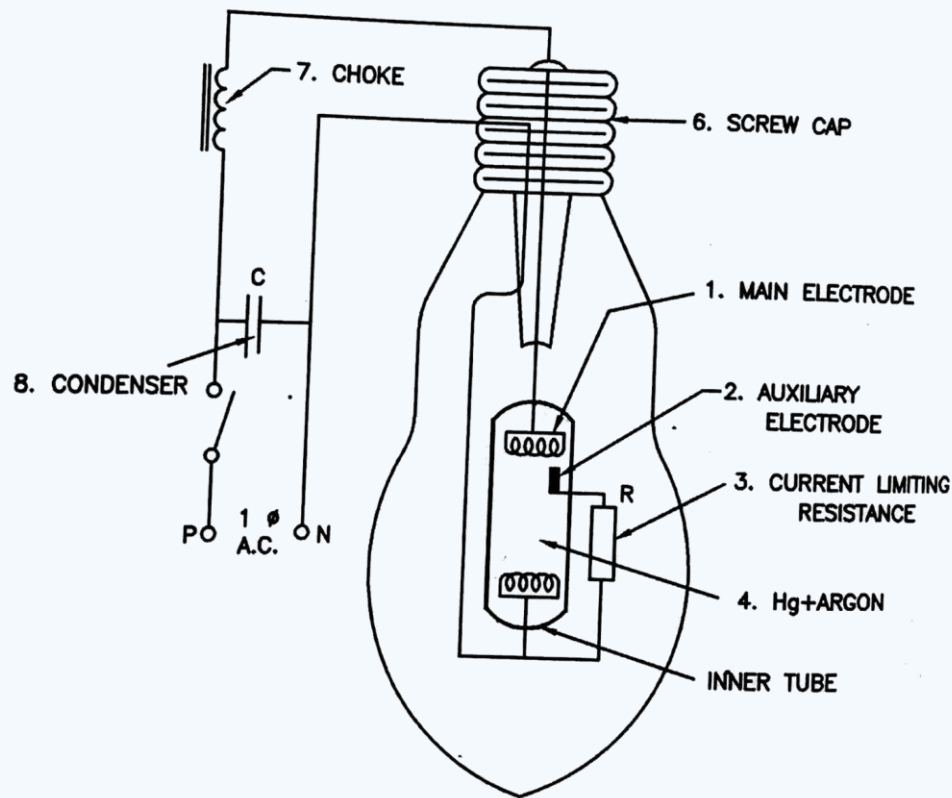 7. CHOKE
6. SCREW CAP
C
1. MAIN ELECTRODE
8. CONDENSER
2. AUXILIARY
ELECTRODE
R
3. CURRENT LIMITING
RESISTANCE
P 1 ø N
A.C.
4. Hg+ARGON
INNER TUBE